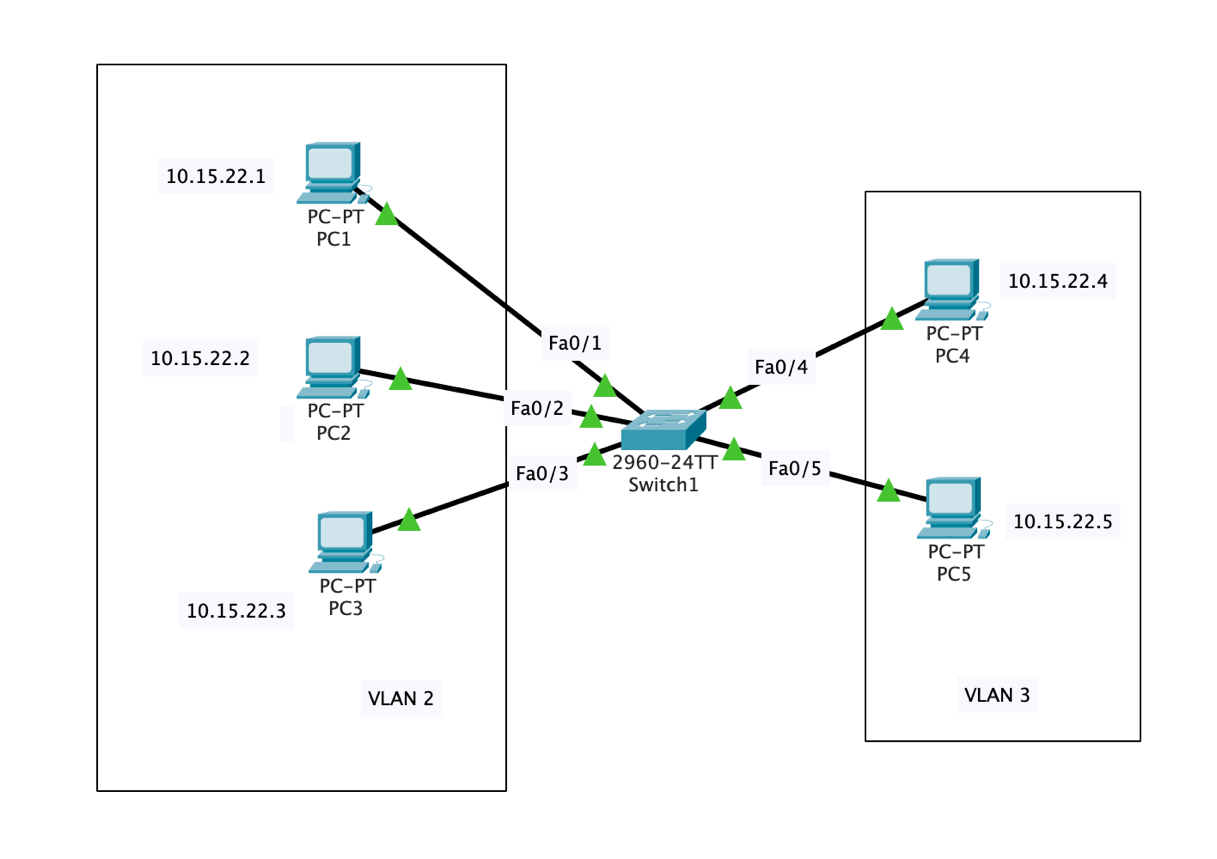 10.15.22.1
PC-PT
PC1
10.15.22.2
PC-PT
PC2
10.15.22.3
PC-PT
PC3
VLAN 2
Fa0/1
Fa0/2
Fa0/3
2960-24TT
Switch1
Fa0/4
Fa0/5
10.15.22.4
PC-PT
PC4
10.15.22.5
PC-PT
PC5
VLAN 3